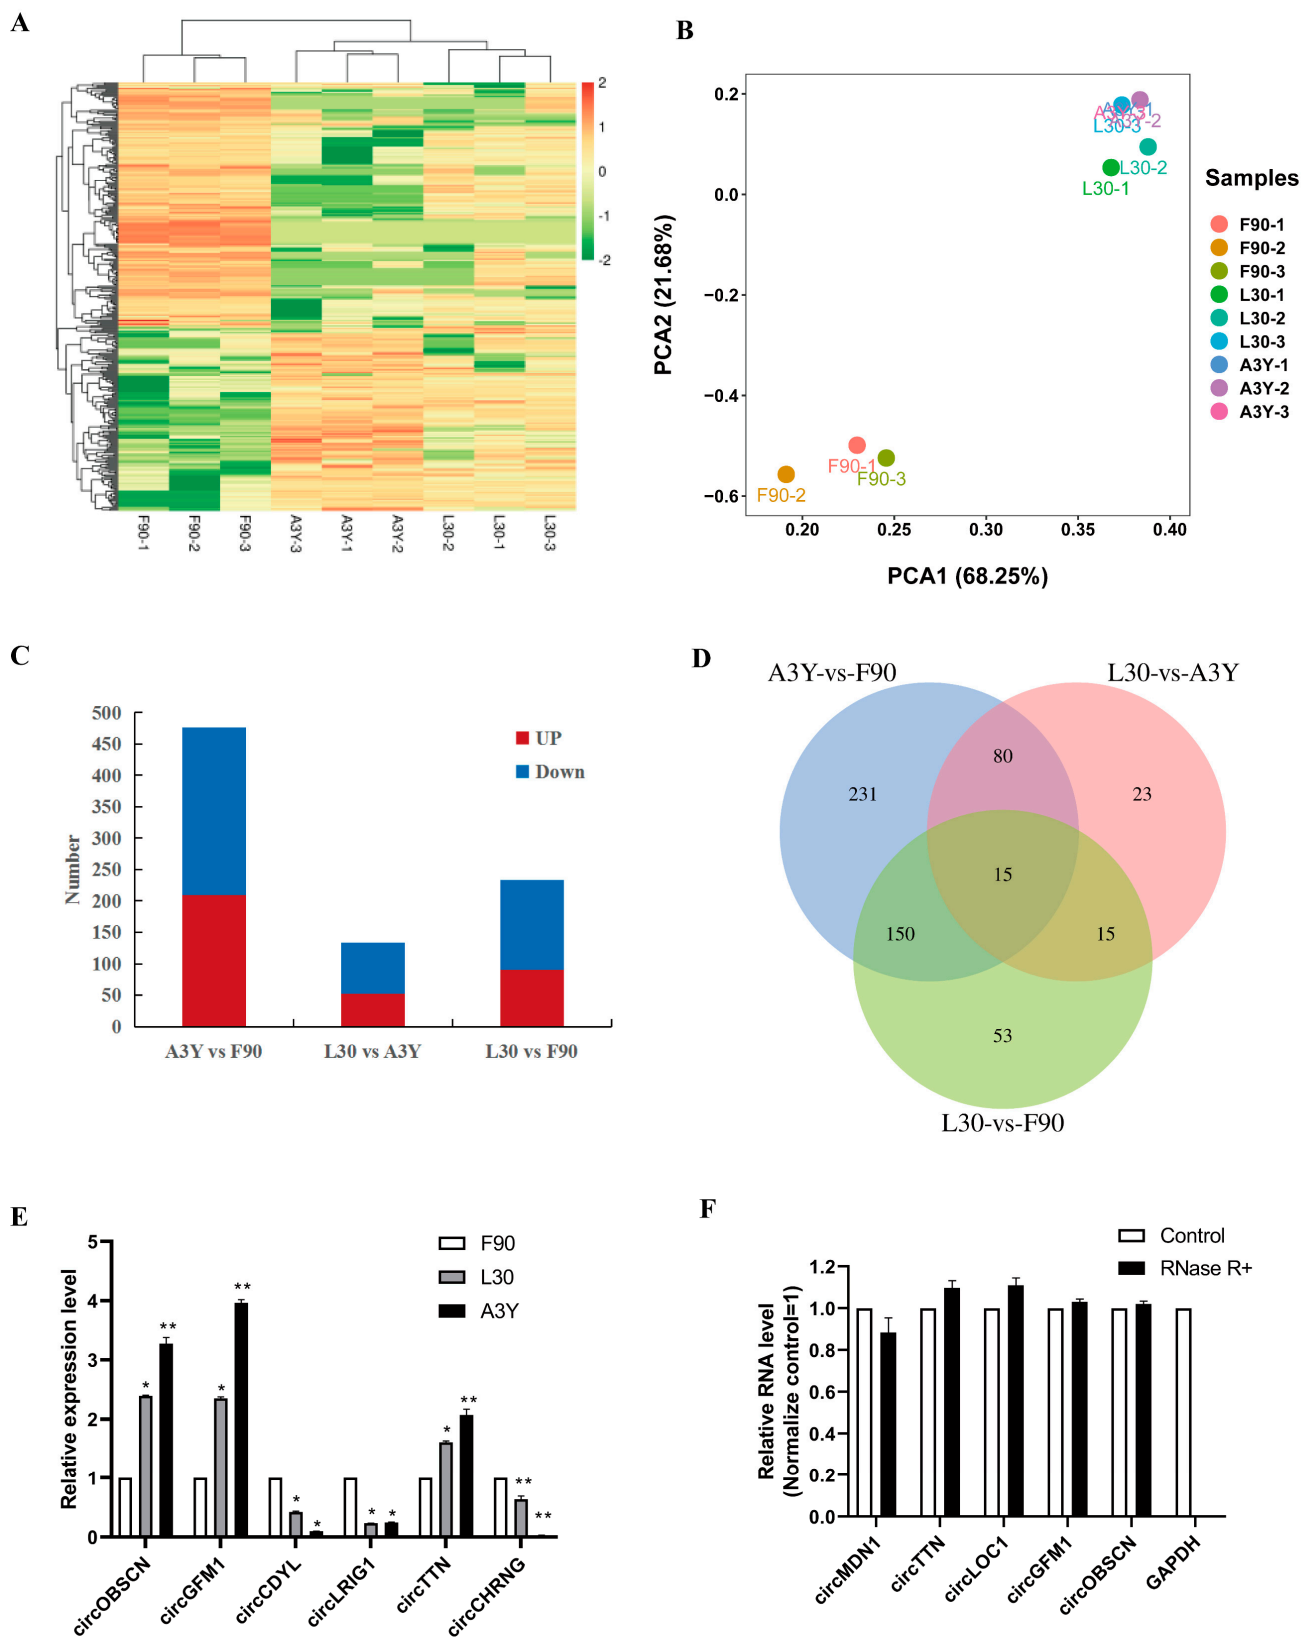 A
2
1
0
-1
-2
F90-1
F90-2
F90-3
A3Y-3
A3Y-1
A3Y-2
L30-2
L30-1
L30-3
B
PCA2 (21.68%)
0.2
0.0
−0.2
−0.4
−0.6
A3Y-1
A3Y-3
A3Y-2
L30-3
L30-2
L30-1
F90-1
F90-3
F90-2
0.20
0.25
0.30
0.35
0.40
PCA1 (68.25%)
Samples
F90-1
F90-2
F90-3
L30-1
L30-2
L30-3
A3Y-1
A3Y-2
A3Y-3
C
Number
500
450
400
350
300
250
200
150
100
50
0
UP
Down
A3Y vs F90
L30 vs A3Y
L30 vs F90
D
A3Y-vs-F90
L30-vs-A3Y
80
231
23
15
150
15
53
L30-vs-F90
E
Relative expression level
5
4
3
2
1
0
F90
L30
A3Y
*
**
*
**
*
*
*
*
*
**
**
**
circOBSCN
circGFM1
circCDYL
circLRIG1
circTTN
circCHRNG
F
Relative RNA level
(Normalize control=1)
1.2
1.0
0.8
0.6
0.4
0.2
0.0
Control
RNase R+
circMDN1
circTTN
circLOC1
circGFM1
circOBSCN
GAPDH